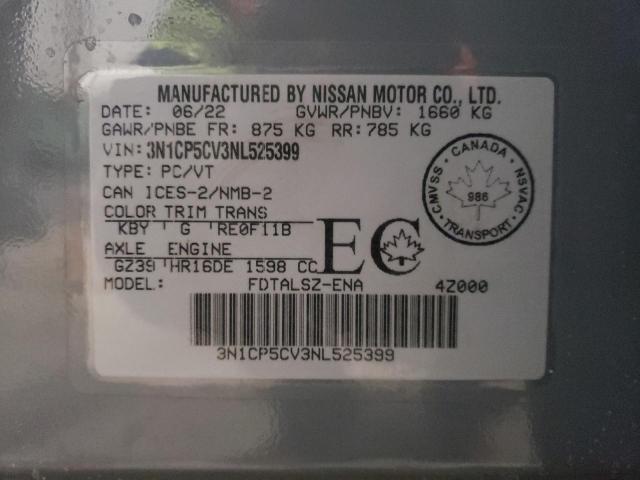 MANUFACTURED BY NISSAN MOTOR CO., LTD.
DATE: 06/22 GVWR/PNBV: 1660 KG
GAWR/PNBE FR: 875 KG RR: 785 KG
VIN: 3N1CP5CV3NL525399
TYPE: PC/VT
CAN ICES-2/NMB-2
COLOR TRIM TRANS
KBY G RE0F11B
AXLE ENGINE
GZ39 HR16DE 1598 CC
EC
MODEL: FDTALSZ-ENA 4Z000
3N1CP5CV3NL525399
CANADA
CMVSS · NSVAC
986
TRANSPORT